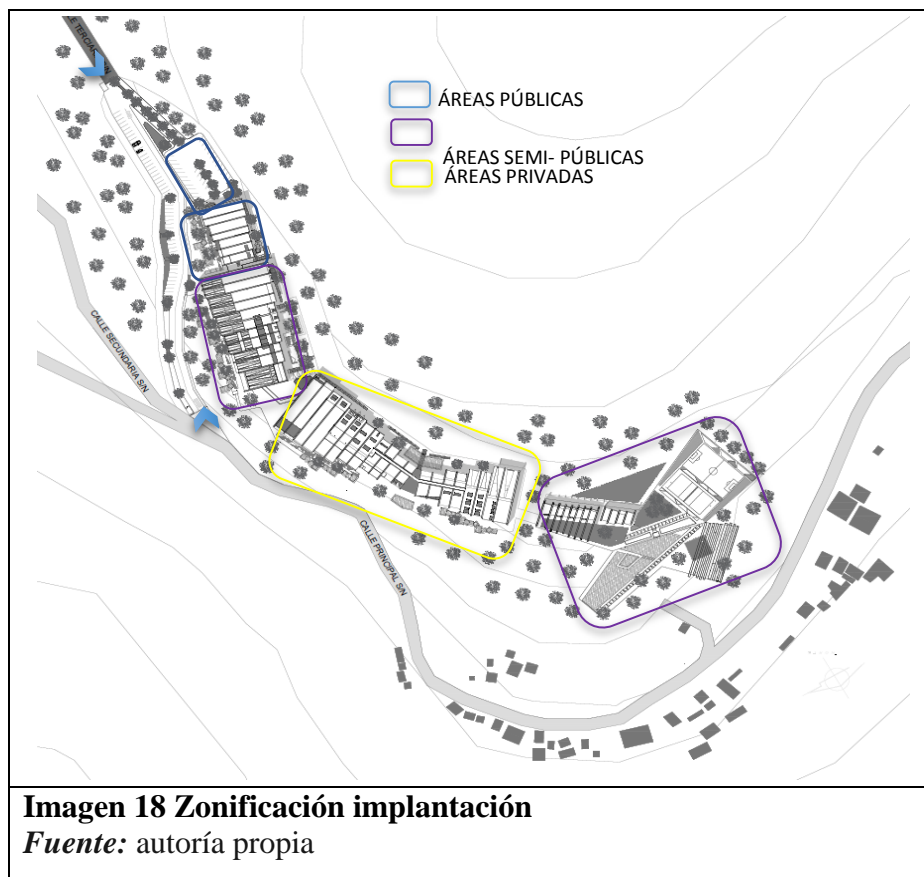 ÁREAS PÚBLICAS
ÁREAS SEMI- PÚBLICAS
ÁREAS PRIVADAS
CALLE SECUNDARIA S/N
CALLE PRINCIPAL S/N
Imagen 18 Zonificación implantación
Fuente: autoría propia